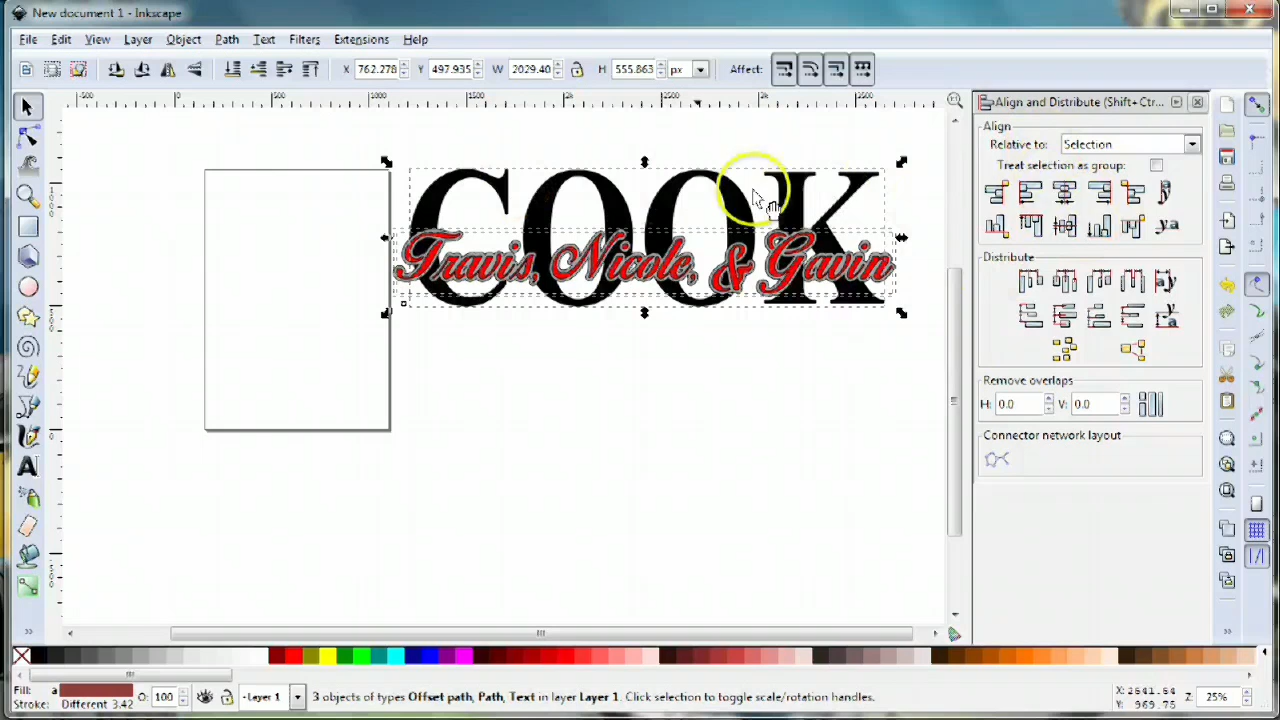 New document 1 - Inkscape
File Edit View Layer Object Path Text Filters Extensions Help
X 762.278 Y 497.935 W 2029.40 H 555.863 px Affect:
Align and Distribute (Shift+ Ctr...
Align
Relative to: Selection
Treat selection as group:
Distribute
Remove overlaps
H: 0.0 V: 0.0
Connector network layout
COOK
Travis, Nicole, & Gavin
Fill: a O: 100 Layer 1 3 objects of types Offset path, Path, Text in layer Layer 1. Click selection to toggle scale/rotation handles. X: 2641.64 Z: 25%
Stroke: Different 3.42 Y: 969.75